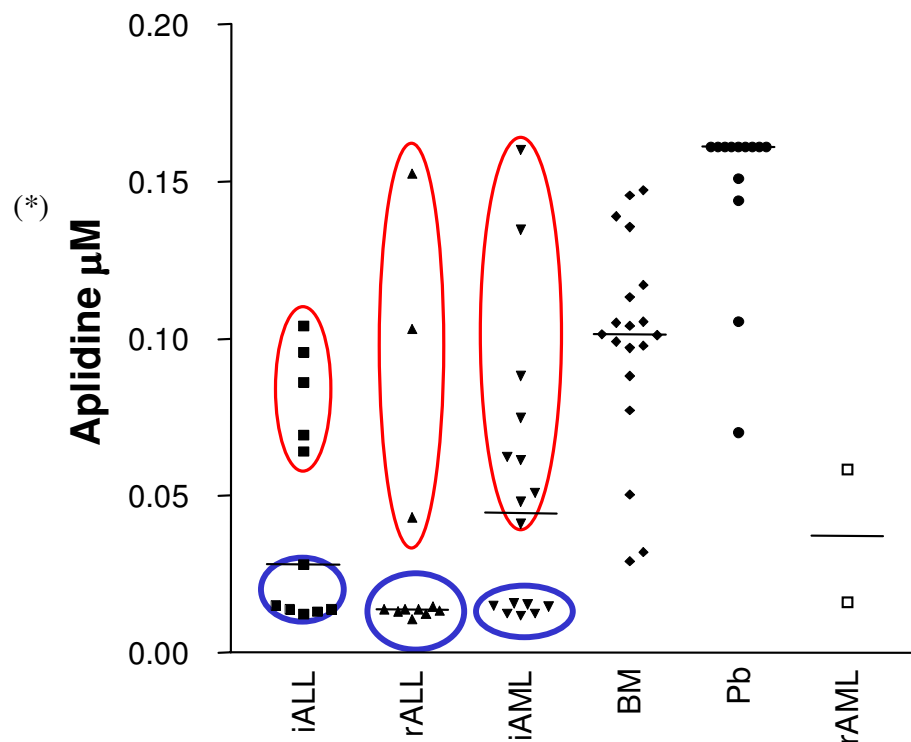 0.20
0.15
(*)
Aplidine µM
0.10
0.05
0.00
iALL
rALL
iAML
BM
Pb
rAML